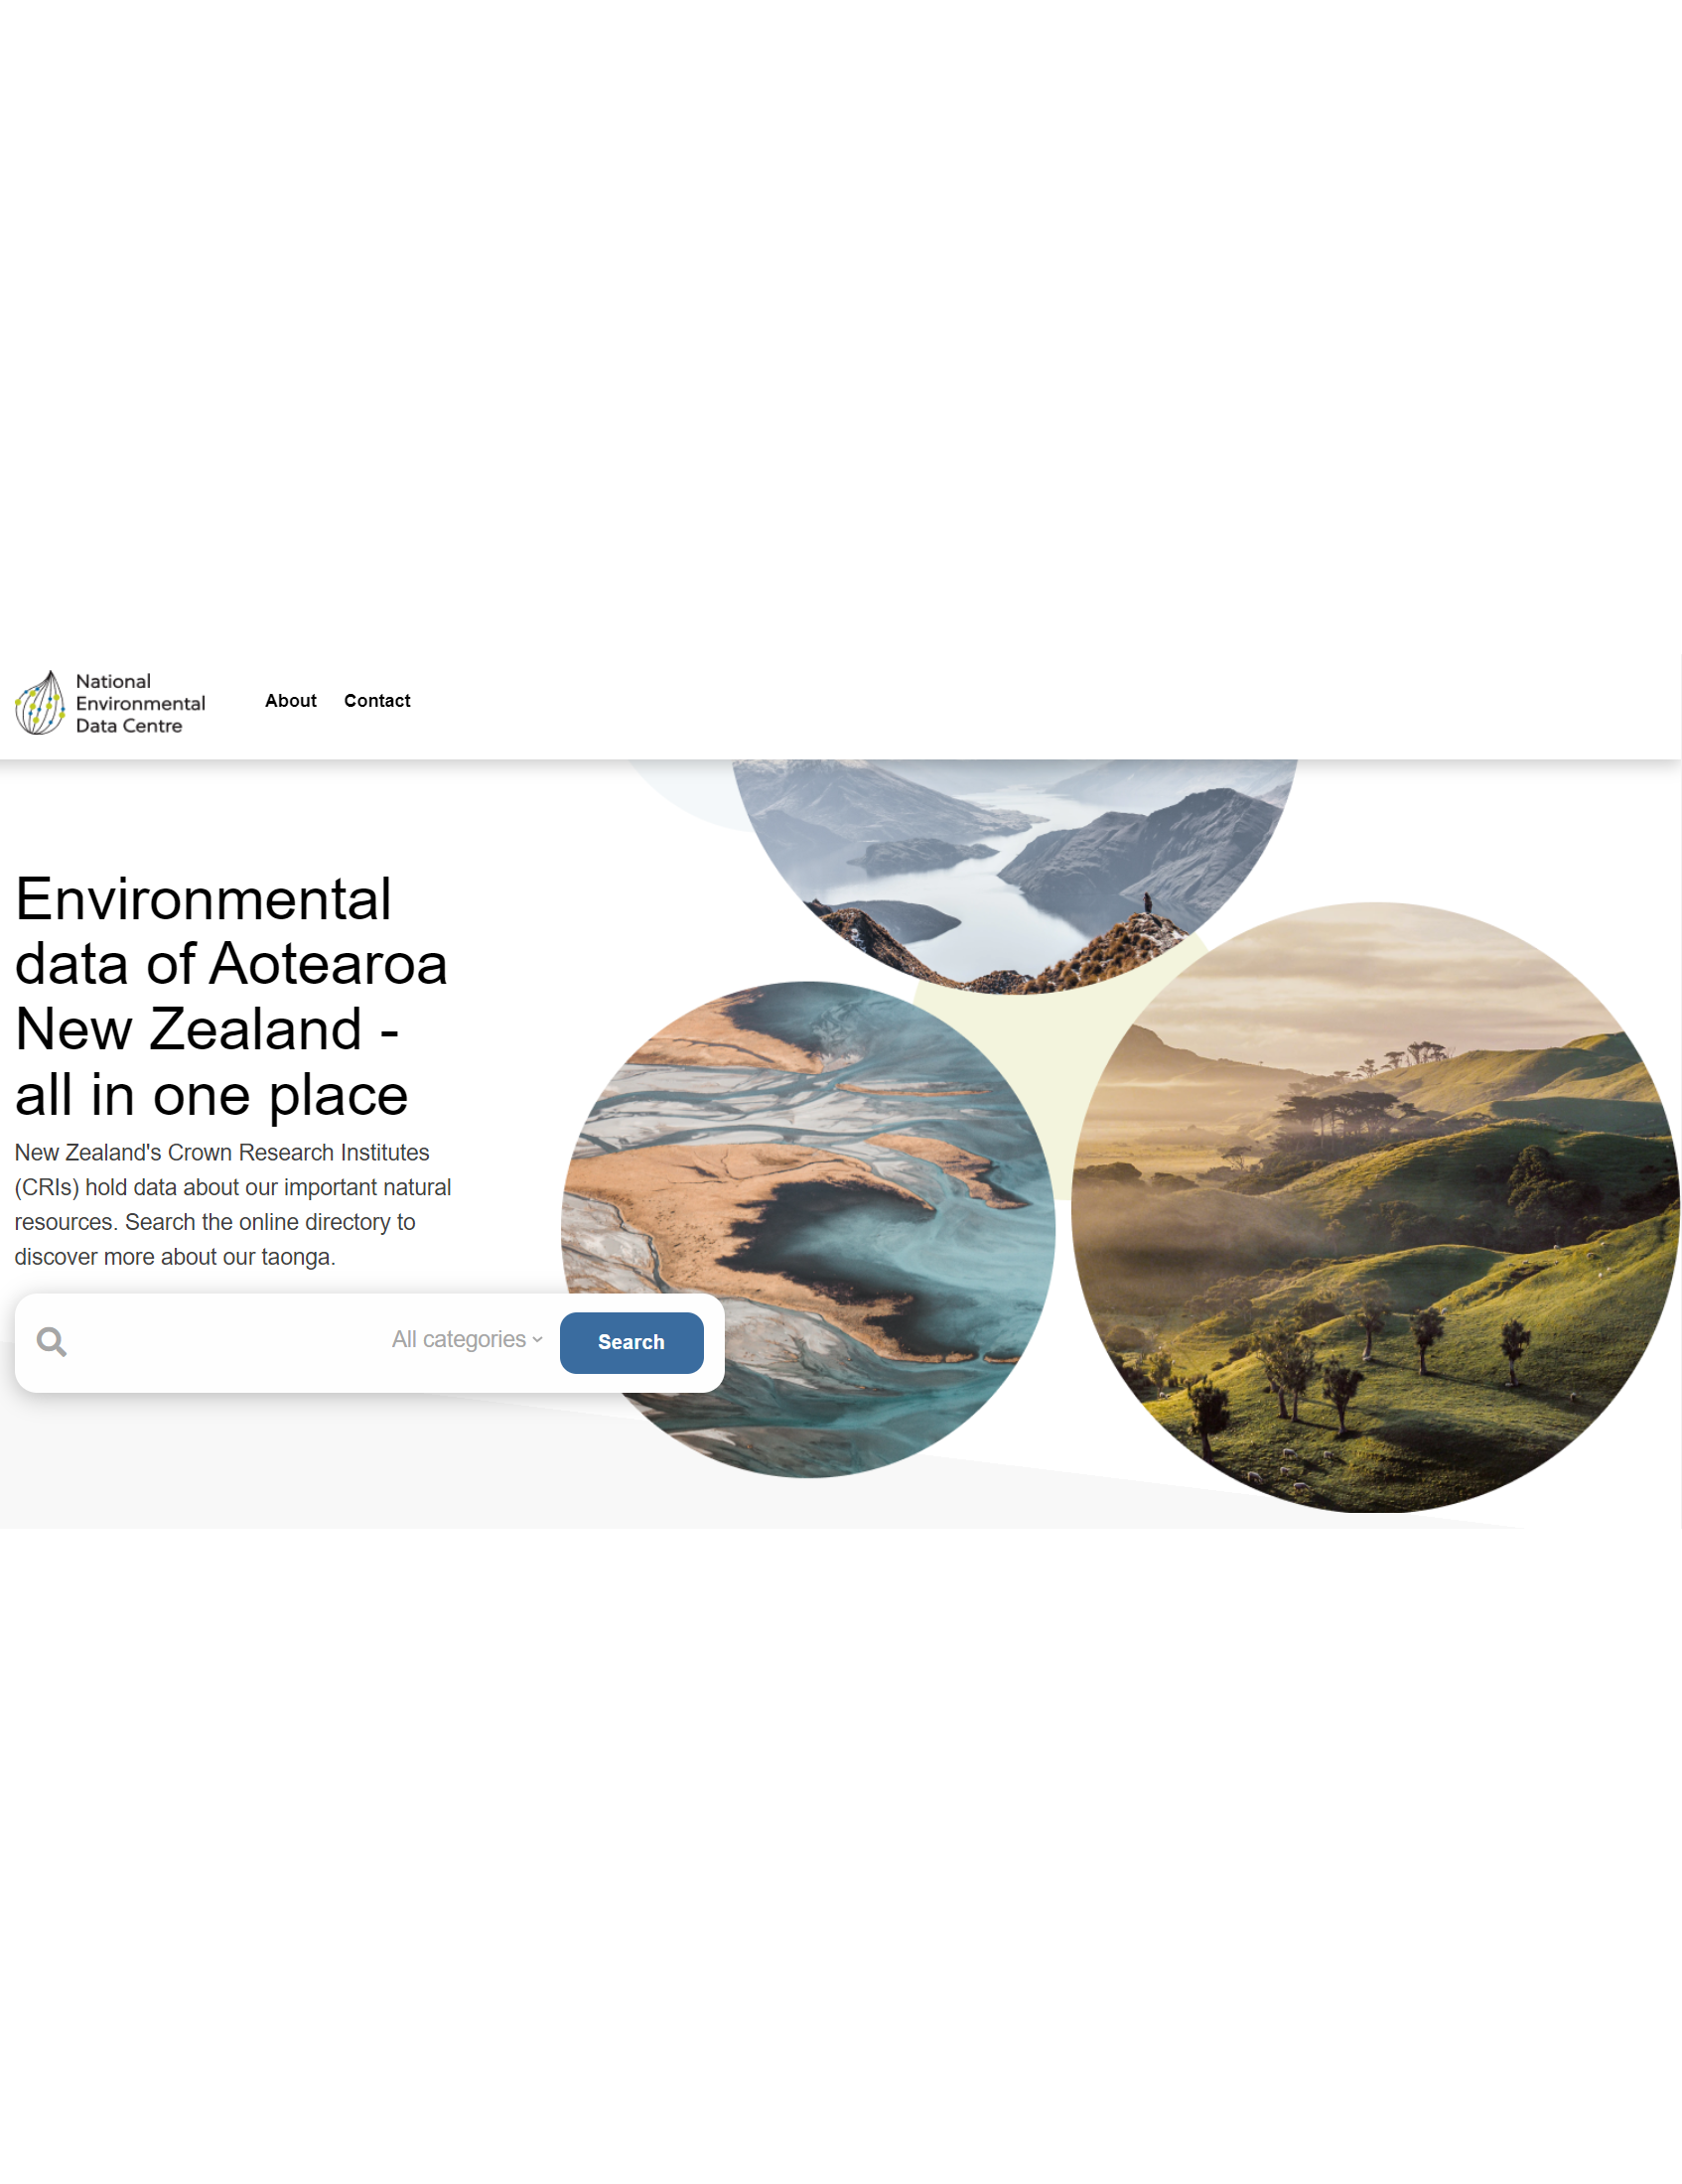 National
Environmental
Data Centre
About
Contact
Environmental
data of Aotearoa
New Zealand -
all in one place
New Zealand's Crown Research Institutes
(CRIs) hold data about our important natural
resources. Search the online directory to
discover more about our taonga.
All categories
Search